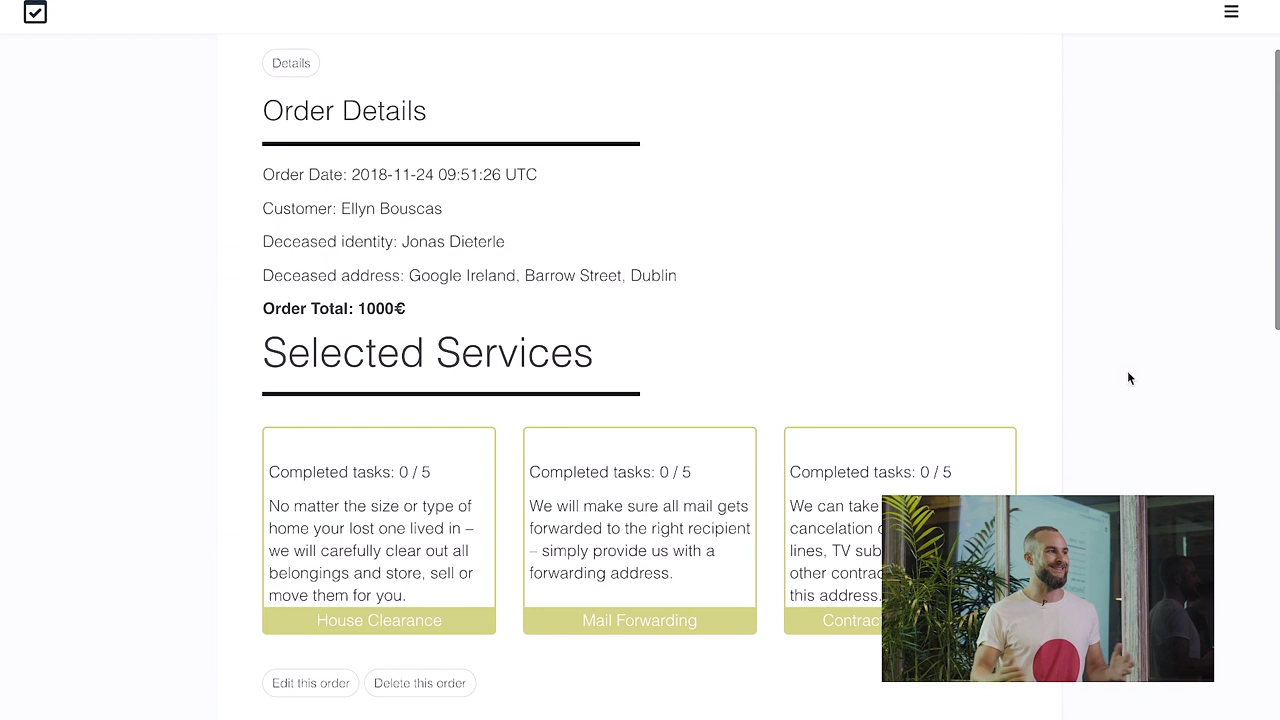 Details
Order Details
Order Date: 2018-11-24 09:51:26 UTC
Customer: Ellyn Bouscas
Deceased identity: Jonas Dieterle
Deceased address: Google Ireland, Barrow Street, Dublin
Order Total: 1000€
Selected Services
Completed tasks: 0 / 5
No matter the size or type of
home your lost one lived in –
we will carefully clear out all
belongings and store, sell or
move them for you.
House Clearance
Completed tasks: 0 / 5
We will make sure all mail gets
forwarded to the right recipient
– simply provide us with a
forwarding address.
Mail Forwarding
Completed tasks: 0 / 5
We can take
cancelation
lines, TV
other
this address.
Edit this order
Delete this order